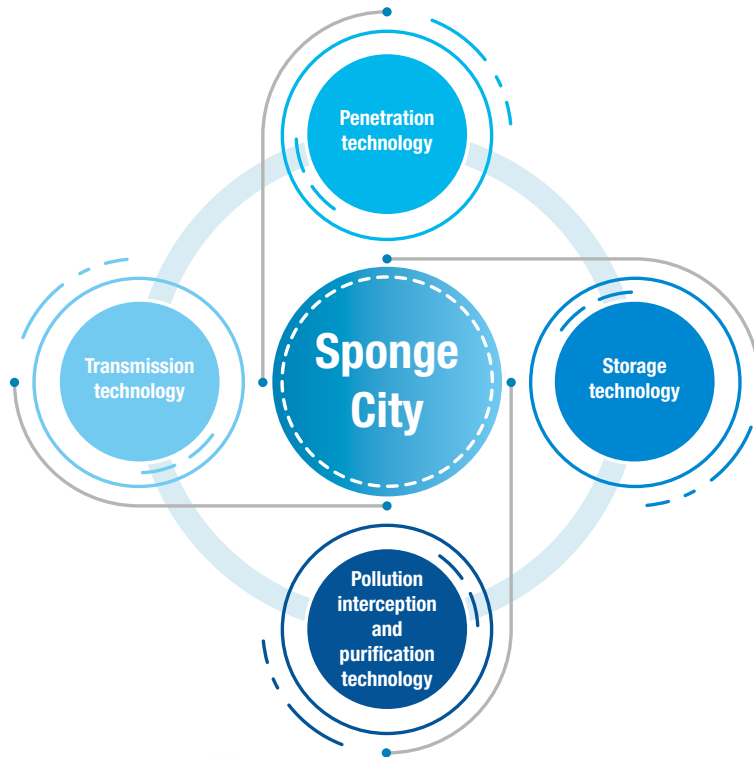 Penetration
technology
Transmission
technology
Sponge
City
Storage
technology
Pollution
interception
and
purification
technology